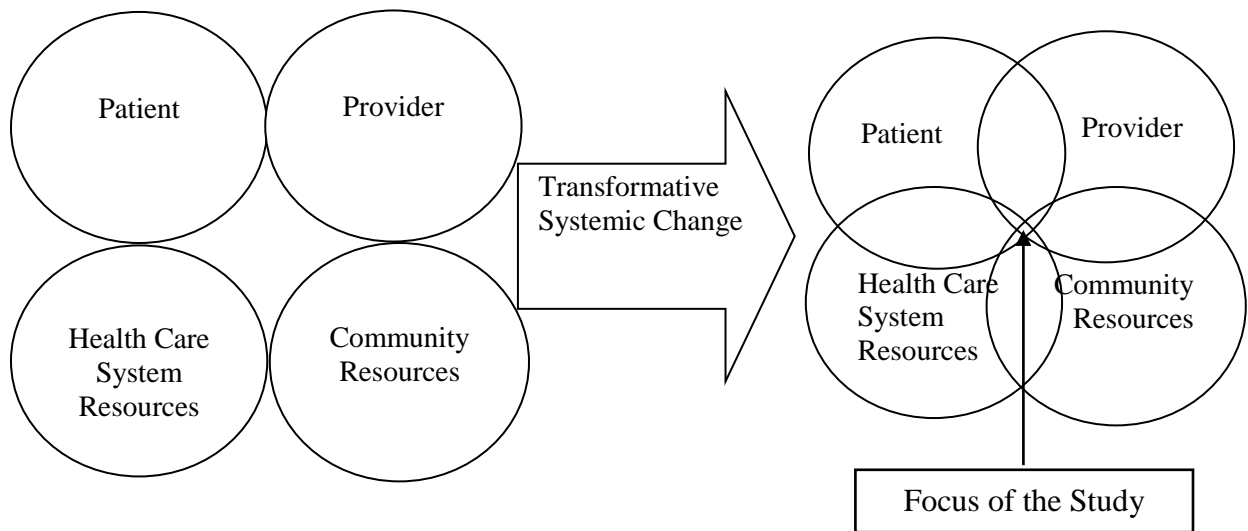 Patient
Provider
Health Care
System
Resources
Community
Resources
Transformative
Systemic Change
Patient
Provider
Health Care
System
Resources
Community
Resources
Focus of the Study